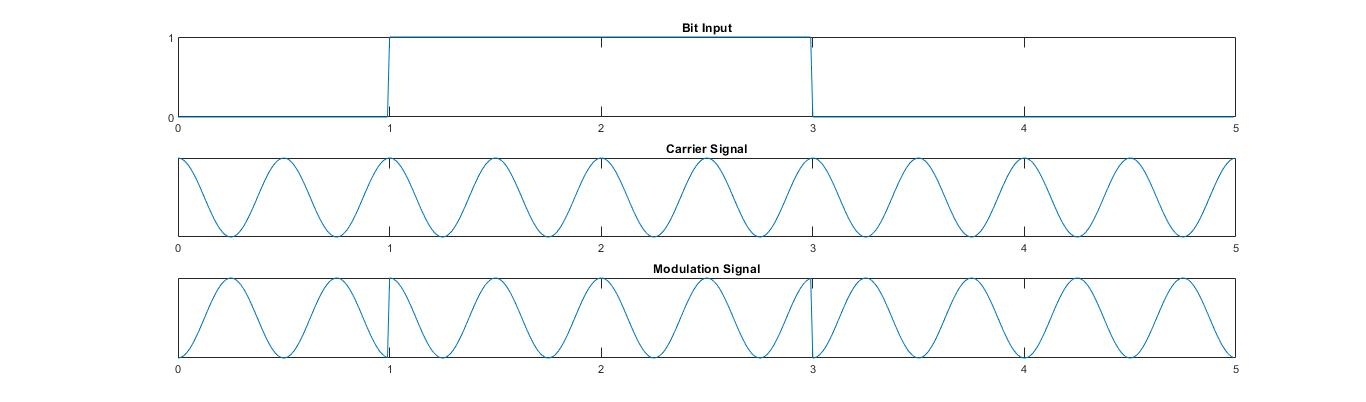 Bit Input
1
0
0 1 2 3 4 5
Carrier Signal
0 1 2 3 4 5
Modulation Signal
0 1 2 3 4 5